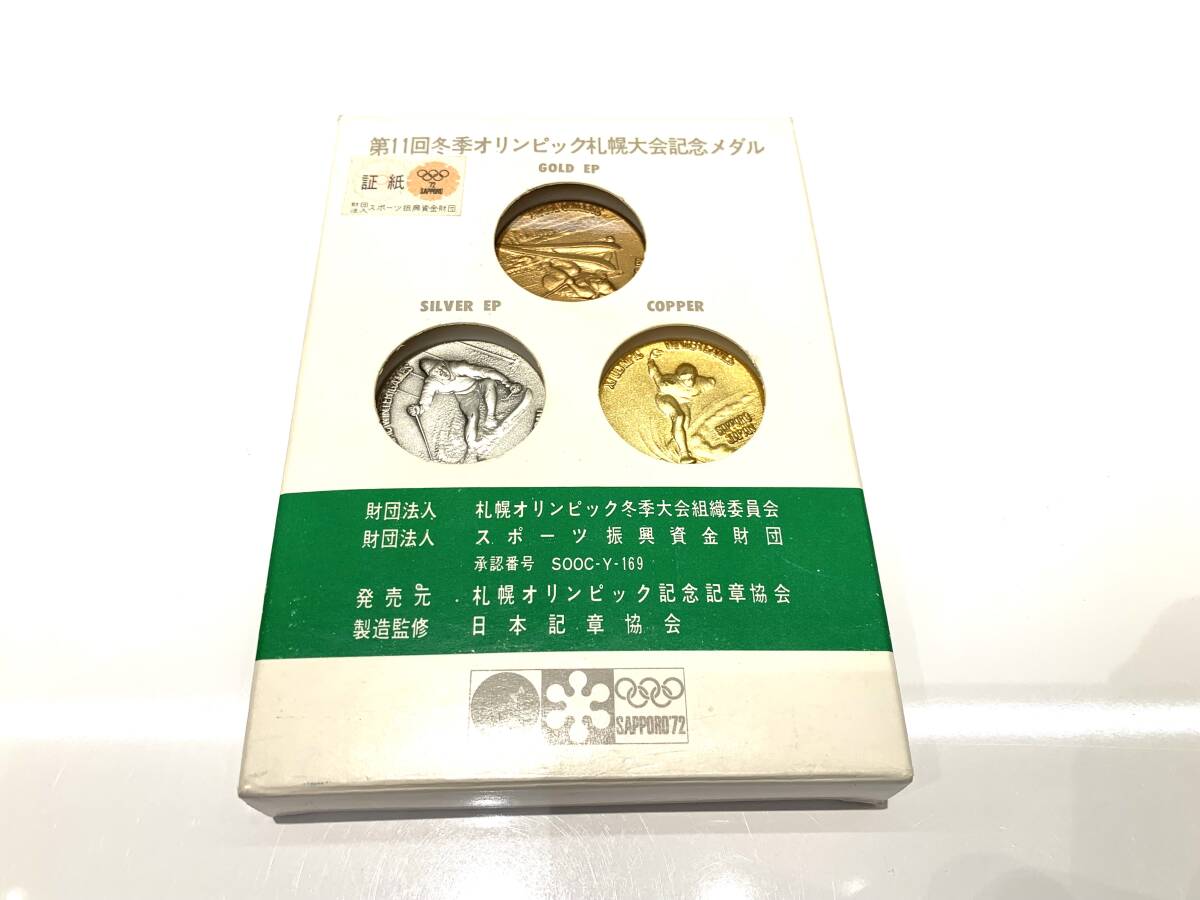 第11回冬季オリンピック札幌大会記念メダル
証紙
'72
SAPPORO
財団法人スポーツ振興資金財団
GOLD EP
SILVER EP
COPPER
XI OLYMPIC WINTER GAMES
SAPPORO
JAPAN
財団法人 札幌オリンピック冬季大会組織委員会
財団法人 スポーツ振興資金財団
承認番号 SOOC-Y-169
発売元 札幌オリンピック記念記章協会
製造監修 日本記章協会
SAPPORO'72